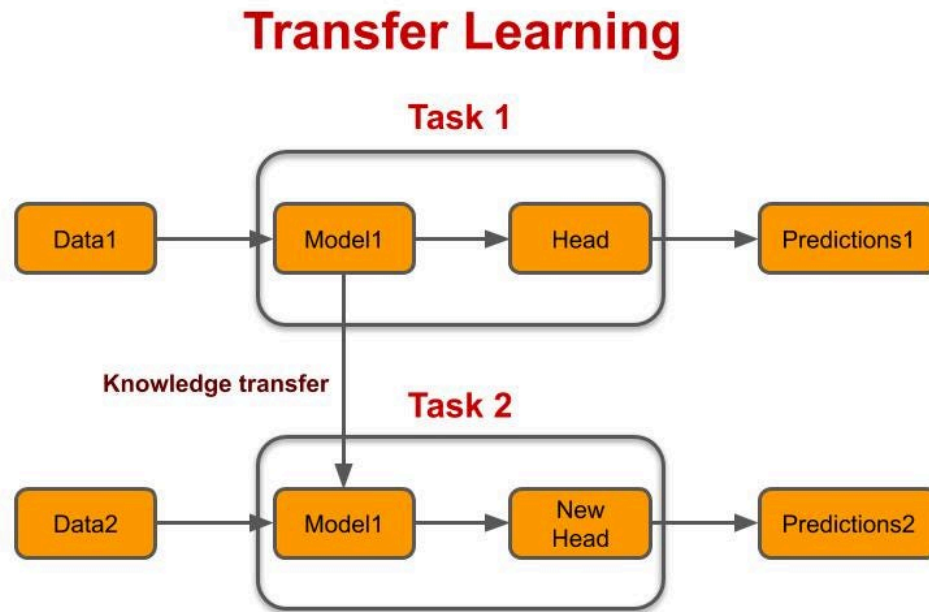 Transfer Learning
Task 1
Data1
Model1
Head
Predictions1
Knowledge transfer
Task 2
Data2
Model1
New
Head
Predictions2